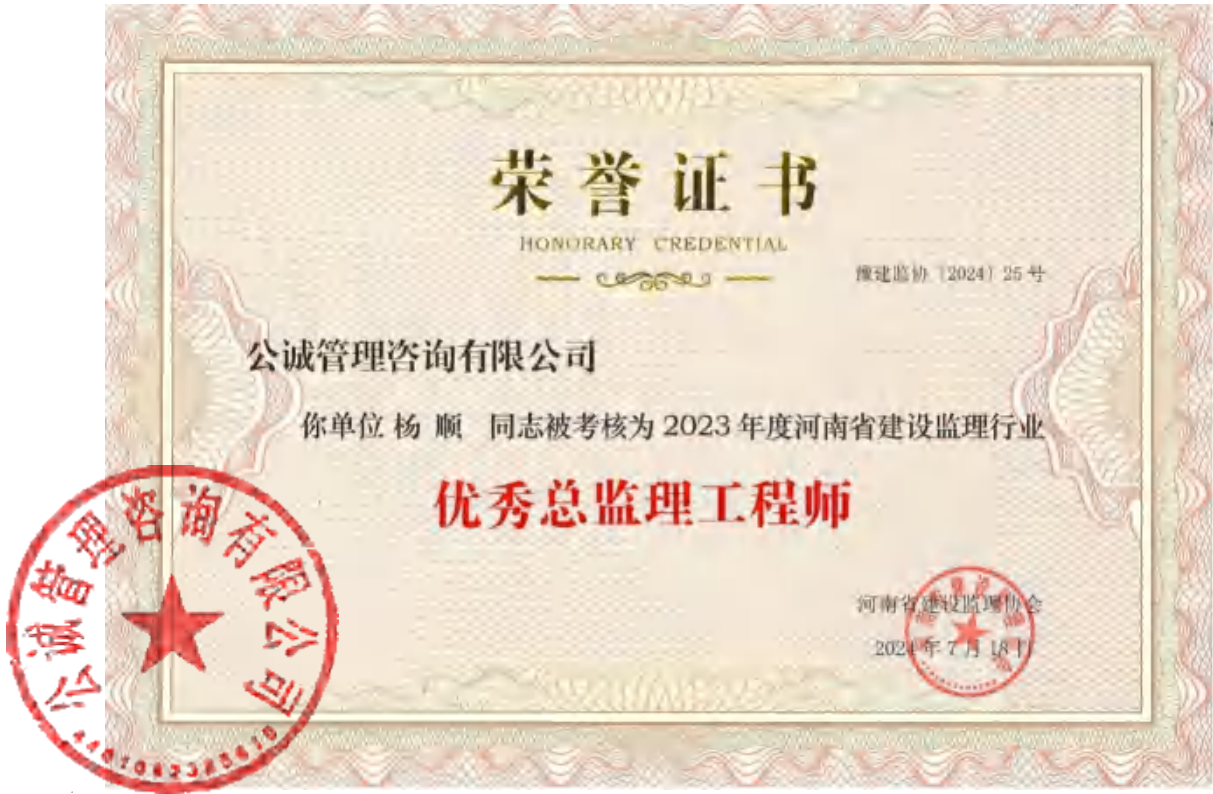 荣誉证书
HONORARY CREDENTIAL
豫建监协〔2024〕25号
公诚管理咨询有限公司
你单位 杨 顺 同志被考核为 2023 年度河南省建设监理行业
优秀总监理工程师
河南省建设监理协会
2024年7月18日
公诚管理咨询有限公司